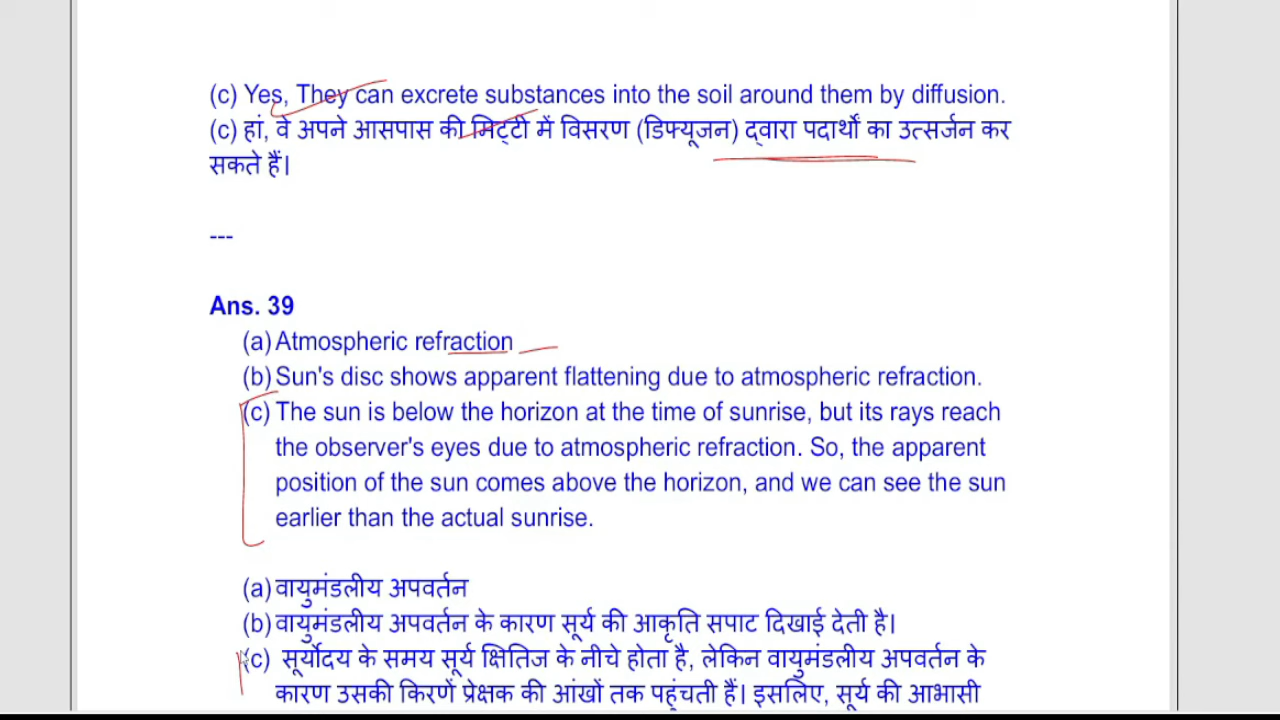 (c) Yes, They can excrete substances into the soil around them by diffusion.
(c) हां, वे अपने आसपास की मिट्टी में विसरण (डिफ्यूजन) द्वारा पदार्थों का उत्सर्जन कर
सकते हैं।
---
Ans. 39
(a) Atmospheric refraction
(b) Sun's disc shows apparent flattening due to atmospheric refraction.
(c) The sun is below the horizon at the time of sunrise, but its rays reach
the observer's eyes due to atmospheric refraction. So, the apparent
position of the sun comes above the horizon, and we can see the sun
earlier than the actual sunrise.
(a) वायुमंडलीय अपवर्तन
(b) वायुमंडलीय अपवर्तन के कारण सूर्य की आकृति सपाट दिखाई देती है।
(c) सूर्योदय के समय सूर्य क्षितिज के नीचे होता है, लेकिन वायुमंडलीय अपवर्तन के
कारण उसकी किरणें प्रेक्षक की आंखों तक पहुंचती हैं। इसलिए, सूर्य की आभासी